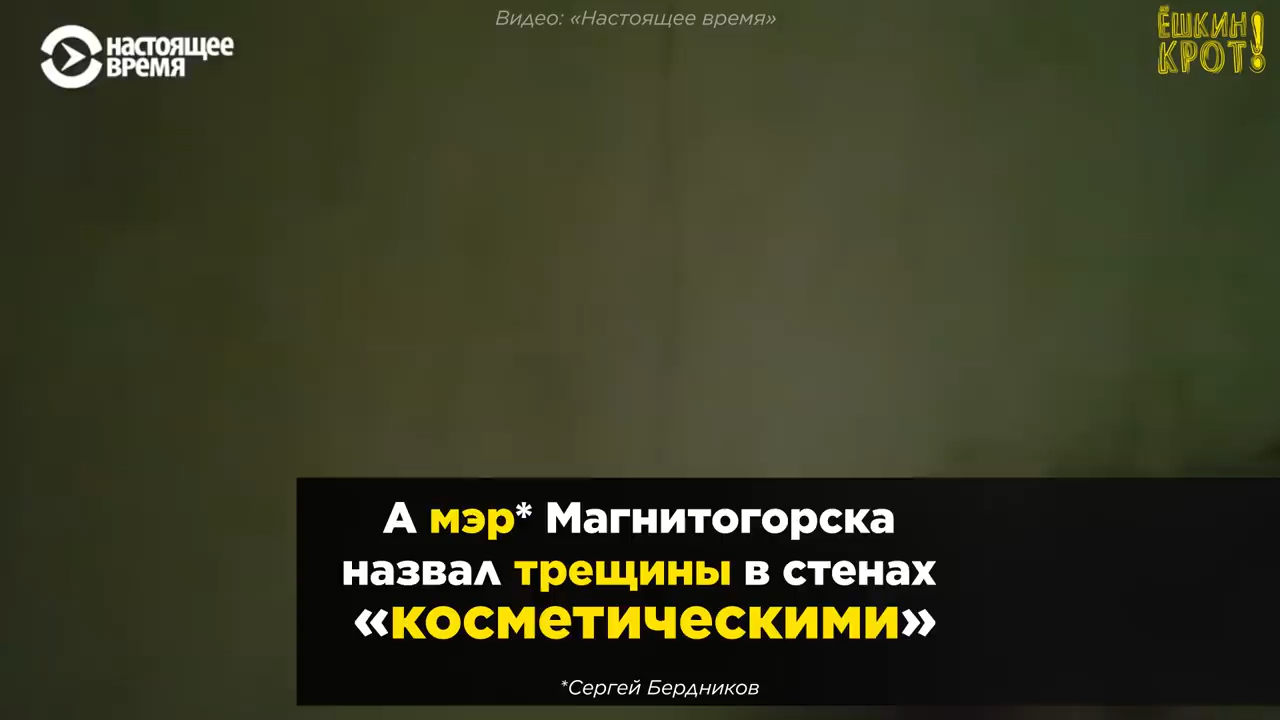 Видео: «Настоящее время»
НАСТОЯЩЕЕ
ВРЕМЯ
ЁШКИН
КРОТ!
А мэр* Магнитогорска
назвал трещины в стенах
«косметическими»
*Сергей Бердников